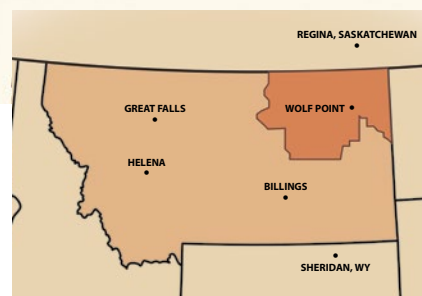 REGINA, SASKATCHEWAN
GREAT FALLS
WOLF POINT
HELENA
BILLINGS
SHERIDAN, WY